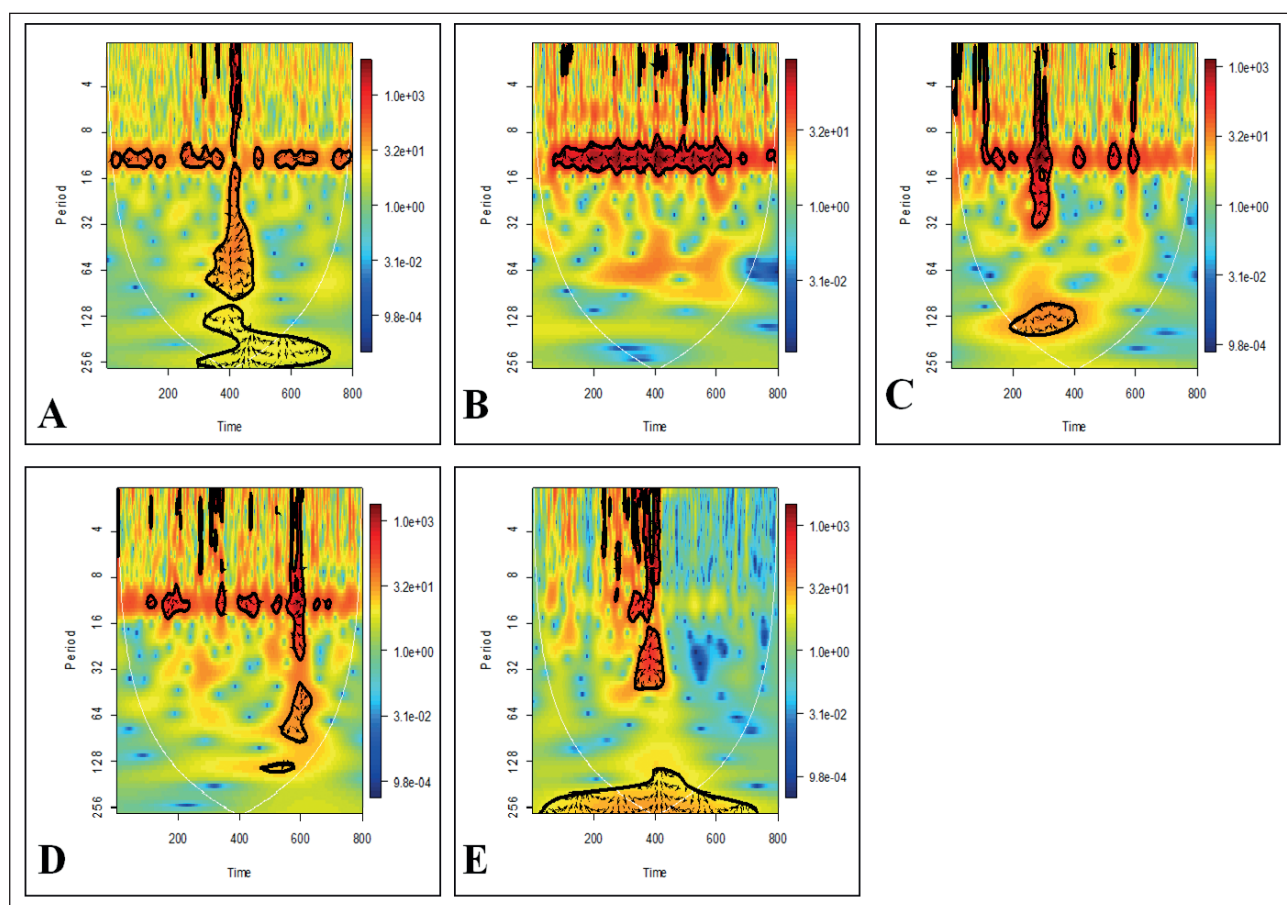 4
8
16
32
64
128
256
Period
200
400
600
800
Time
1.0e+03
3.2e+01
1.0e+00
3.1e-02
9.8e-04
A
4
8
16
32
64
128
256
Period
200
400
600
800
Time
3.2e+01
1.0e+00
3.1e-02
B
4
8
16
32
64
128
256
Period
200
400
600
800
Time
1.0e+03
3.2e+01
1.0e+00
3.1e-02
9.8e-04
C
4
8
16
32
64
128
256
Period
200
400
600
800
Time
1.0e+03
3.2e+01
1.0e+00
3.1e-02
9.8e-04
D
4
8
16
32
64
128
256
Period
200
400
600
800
Time
1.0e+03
3.2e+01
1.0e+00
3.1e-02
9.8e-04
E